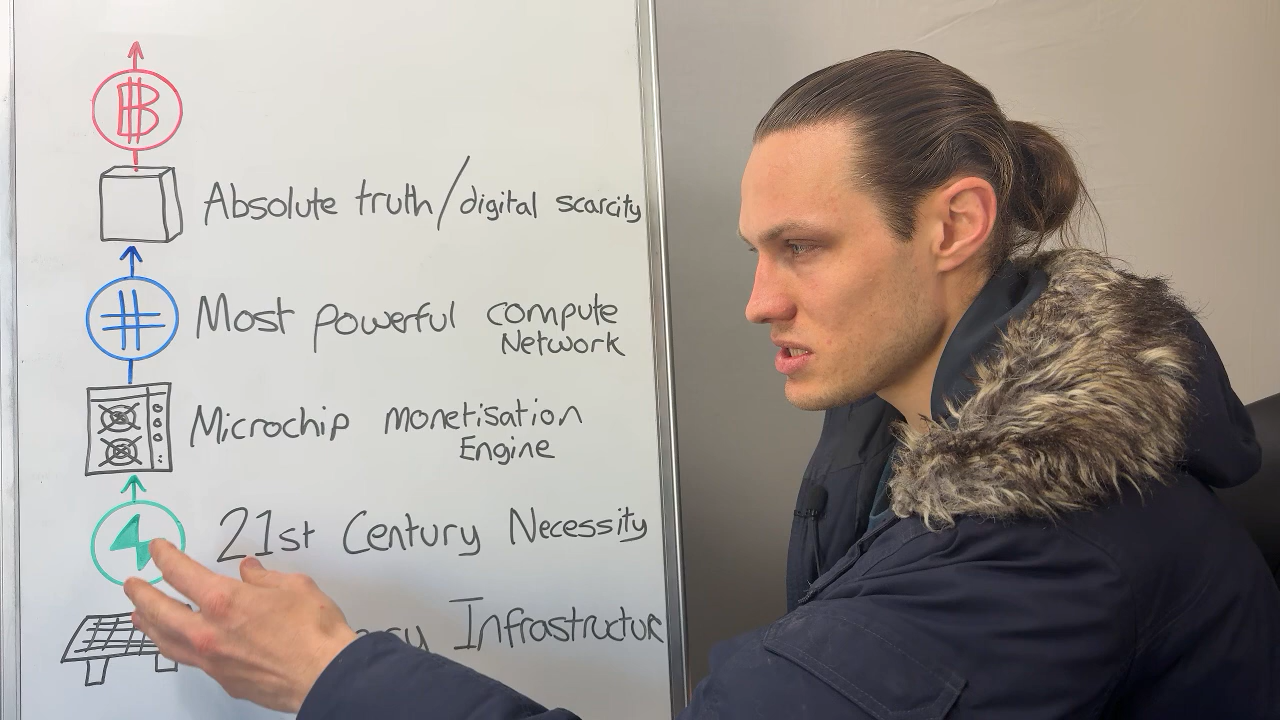 Absolute truth/digital scarcity
Most powerful compute
Network
Microchip monetisation
Engine
21st Century Necessity
Infrastructur